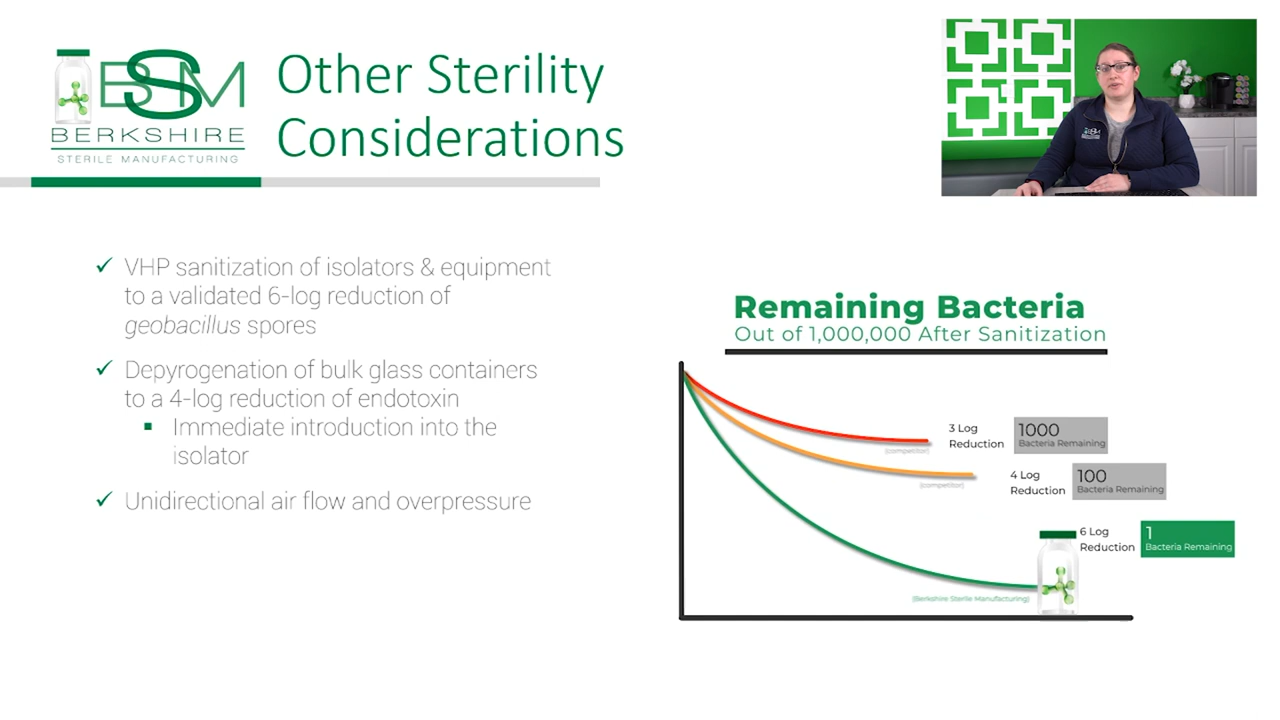 BSM
BERKSHIRE
STERILE MANUFACTURING
Other Sterility
Considerations
VHP sanitization of isolators & equipment
to a validated 6-log reduction of
geobacillus spores
Depyrogenation of bulk glass containers
to a 4-log reduction of endotoxin
Immediate introduction into the
isolator
Unidirectional air flow and overpressure
Remaining Bacteria
Out of 1,000,000 After Sanitization
3 Log
Reduction
1000
Bacteria Remaining
(competitor)
4 Log
Reduction
100
Bacteria Remaining
(competitor)
6 Log
Reduction
1
Bacteria Remaining
(Berkshire Sterile Manufacturing)